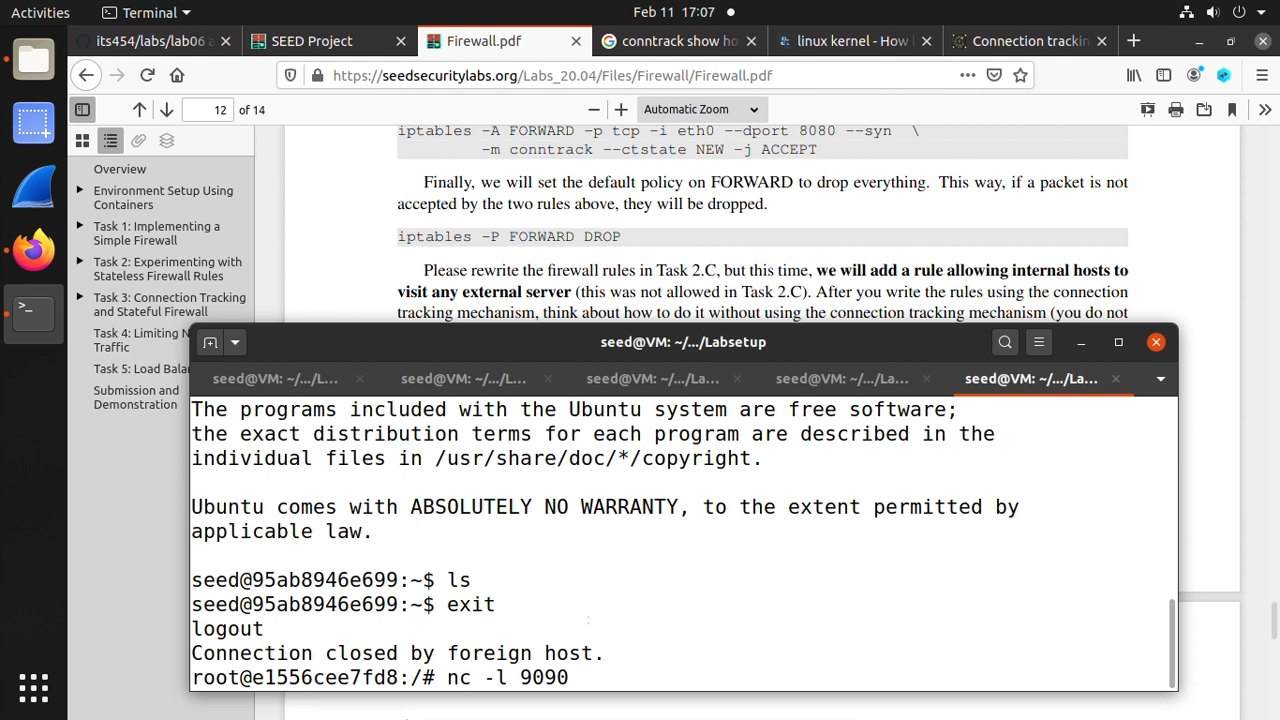 Activities
Terminal
Feb 11 17:07
its454/labs/lab06 a
SEED Project
Firewall.pdf
conntrack show ho
linux kernel - How
Connection trackin
https://seedsecuritylabs.org/Labs_20.04/Files/Firewall/Firewall.pdf
12 of 14
Automatic Zoom
Overview
Environment Setup Using
Containers
Task 1: Implementing a
Simple Firewall
Task 2: Experimenting with
Stateless Firewall Rules
Task 3: Connection Tracking
and Stateful Firewall
Task 4: Limiting N
Traffic
Task 5: Load Bala
Submission and
Demonstration
iptables -A FORWARD -p tcp -i eth0 --dport 8080 --syn \
-m conntrack --ctstate NEW -j ACCEPT
Finally, we will set the default policy on FORWARD to drop everything. This way, if a packet is not
accepted by the two rules above, they will be dropped.
iptables -P FORWARD DROP
Please rewrite the firewall rules in Task 2.C, but this time, we will add a rule allowing internal hosts to
visit any external server (this was not allowed in Task 2.C). After you write the rules using the connection
tracking mechanism, think about how to do it without using the connection tracking mechanism (you do not
seed@VM: ~/.../Labsetup
seed@VM: ~/.../L...
seed@VM: ~/.../L...
seed@VM: ~/.../La...
seed@VM: ~/.../La...
seed@VM: ~/.../La...
The programs included with the Ubuntu system are free software;
the exact distribution terms for each program are described in the
individual files in /usr/share/doc/*/copyright.
Ubuntu comes with ABSOLUTELY NO WARRANTY, to the extent permitted by
applicable law.
seed@95ab8946e699:~$ ls
seed@95ab8946e699:~$ exit
logout
Connection closed by foreign host.
root@e1556cee7fd8:/# nc -l 9090